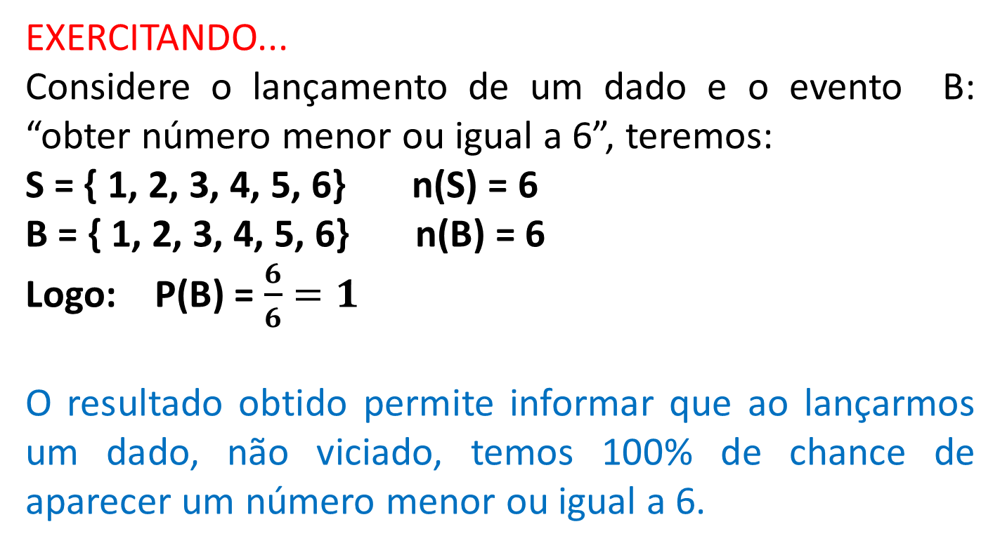 EXERCITANDO...
Considere o lançamento de um dado e o evento B:
“obter número menor ou igual a 6”, teremos:
S = { 1, 2, 3, 4, 5, 6} n(S) = 6
B = { 1, 2, 3, 4, 5, 6} n(B) = 6
Logo: P(B) = 6/6 = 1
O resultado obtido permite informar que ao lançarmos
um dado, não viciado, temos 100% de chance de
aparecer um número menor ou igual a 6.